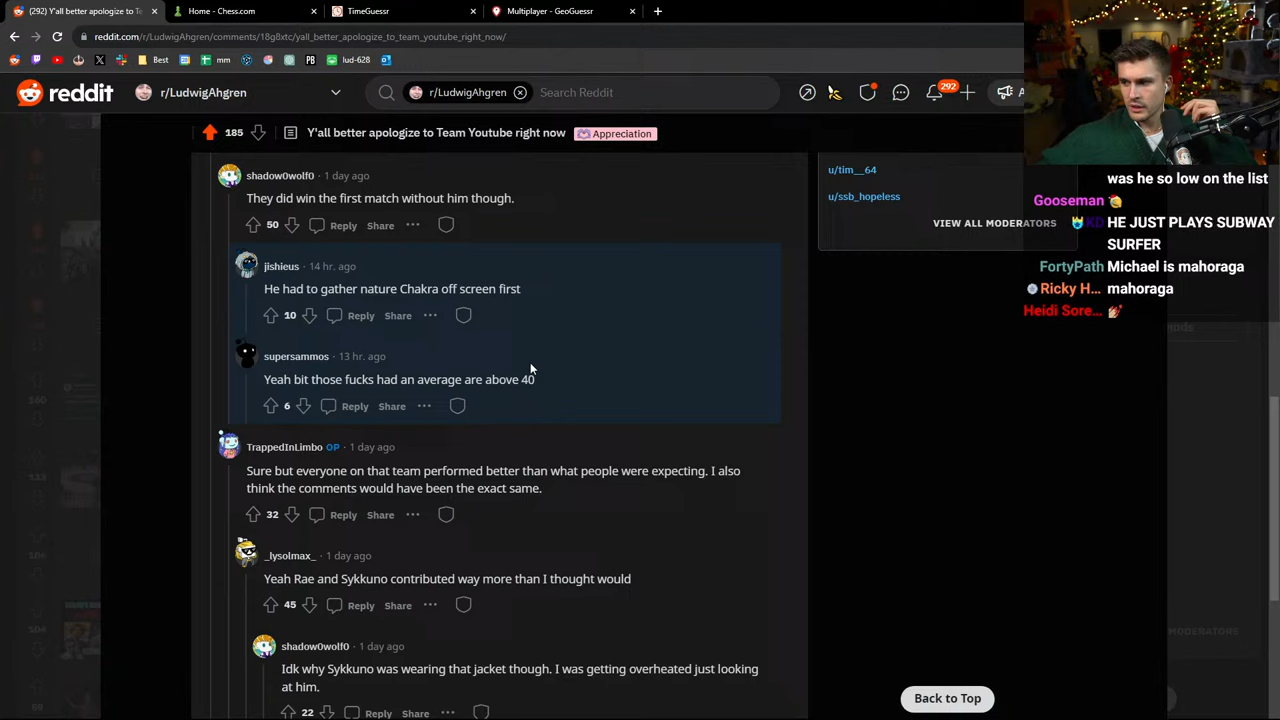 (292) Y'all better apologize to Te
Home - Chess.com
TimeGuessr
Multiplayer - GeoGuessr
reddit.com/r/LudwigAhgren/comments/18g8xtc/yall_better_apologize_to_team_youtube_right_now/
Best
mm
PB
lud-628
reddit
r/LudwigAhgren
r/LudwigAhgren
Search Reddit
292
185
Y'all better apologize to Team Youtube right now
Appreciation
shadow0wolf0 · 1 day ago
They did win the first match without him though.
50 Reply Share
jishieus · 14 hr. ago
He had to gather nature Chakra off screen first
10 Reply Share
supersammos · 13 hr. ago
Yeah bit those fucks had an average are above 40
6 Reply Share
TrappedInLimbo OP · 1 day ago
Sure but everyone on that team performed better than what people were expecting. I also
think the comments would have been the exact same.
32 Reply Share
_lysolmax_ · 1 day ago
Yeah Rae and Sykkuno contributed way more than I thought would
45 Reply Share
shadow0wolf0 · 1 day ago
Idk why Sykkuno was wearing that jacket though. I was getting overheated just looking
at him.
22 Reply Share
u/tim__64
u/ssb_hopeless
VIEW ALL MODERATORS
was he so low on the list
Gooseman
KD HE JUST PLAYS SUBWAY
SURFER
FortyPath Michael is mahoraga
Ricky H... mahoraga
Heidi Sore...
MODERATORS
Back to Top